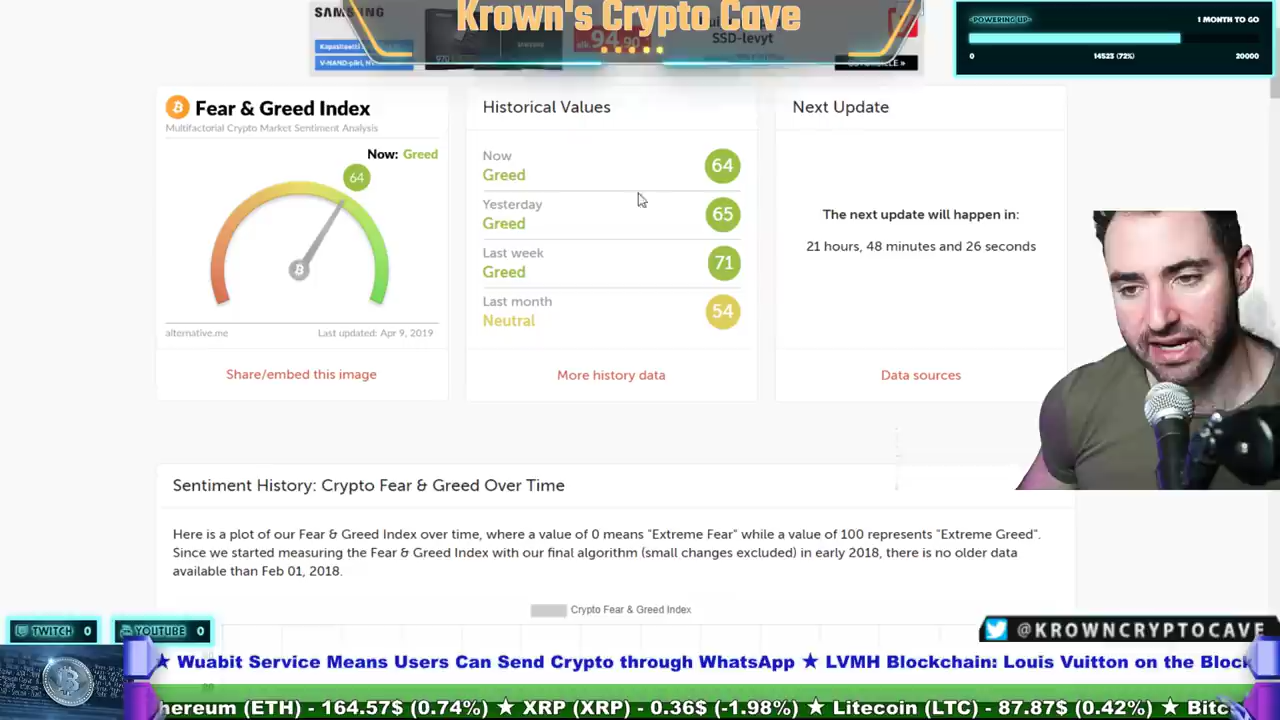 SAMSUNG
Krown's Crypto Cave
Kapasiteetti
V-NAND-piiri,
970
94.90
SSD-levyt
-POWERING UP-
1 MONTH TO GO
0
14523 (72%)
20000
Fear & Greed Index
Multifactorial Crypto Market Sentiment Analysis
Now: Greed
64
alternative.me
Last updated: Apr 9, 2019
Share/embed this image
Historical Values
Now
Greed
64
Yesterday
Greed
65
Last week
Greed
71
Last month
Neutral
54
More history data
Next Update
The next update will happen in:
21 hours, 48 minutes and 26 seconds
Data sources
Sentiment History: Crypto Fear & Greed Over Time
Here is a plot of our Fear & Greed Index over time, where a value of 0 means "Extreme Fear" while a value of 100 represents "Extreme Greed".
Since we started measuring the Fear & Greed Index with our final algorithm (small changes excluded) in early 2018, there is no older data
available than Feb 01, 2018.
Crypto Fear & Greed Index
TWITCH 0
YOUTUBE 0
@KROWNCRYPTOCAVE
★ Wuabit Service Means Users Can Send Crypto through WhatsApp ★ LVMH Blockchain: Louis Vuitton on the Block
hereum (ETH) - 164.57$ (0.74%) ★ XRP (XRP) - 0.36$ (-1.98%) ★ Litecoin (LTC) - 87.87$ (0.42%) ★ Bitc